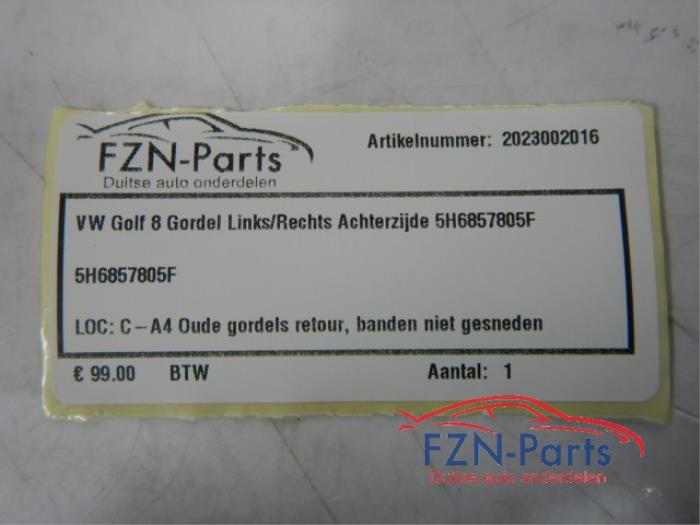 FZN-Parts
Duitse auto onderdelen
Artikelnummer: 2023002016
VW Golf 8 Gordel Links/Rechts Achterzijde 5H6857805F
5H6857805F
LOC: C-A4 Oude gordels retour, banden niet gesneden
€ 99.00 BTW Aantal: 1
FZN-Parts
Duitse auto onderdelen